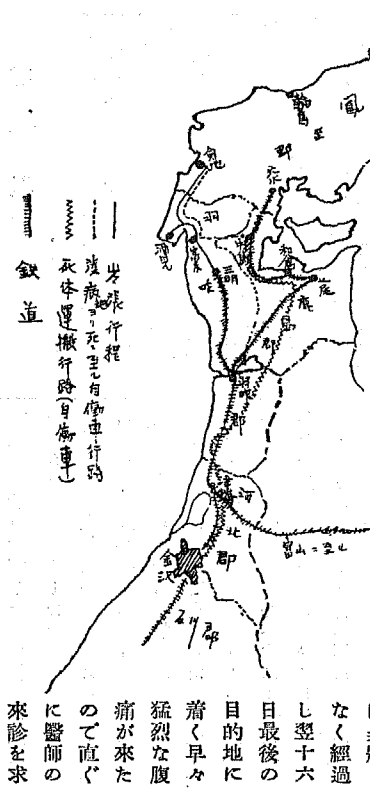 鳳
至
郡
輪島
羽
咋
郡
鹿
島
郡
羽咋
河
北
郡
富山ニ至ル
金沢
石川郡
出張行程
発病地ヨリ死ニ至ル自働車行路
死体運搬行路(自働車)
鉄道
なく經過
し翌十六
日最後の
目的地に
着く早々
猛烈な腹
痛が來た
ので直ぐ
に醫師の
來診を求